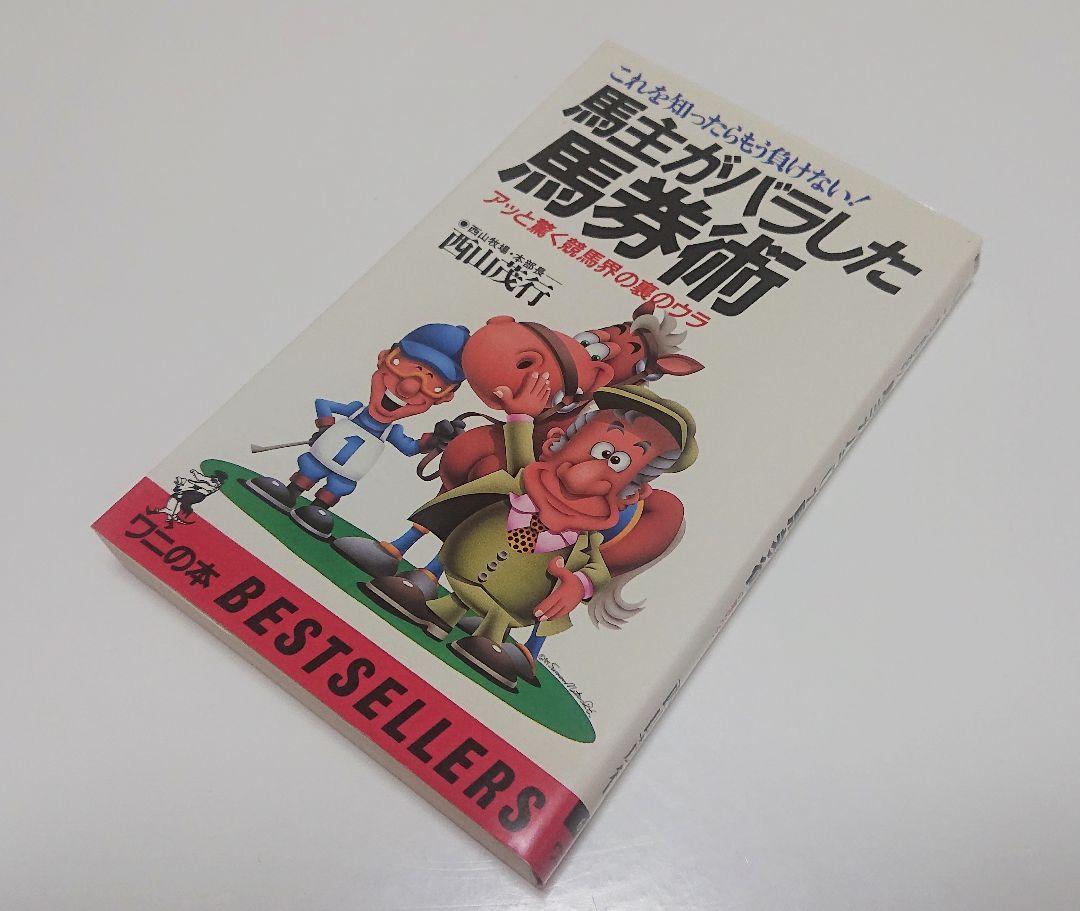 これを知ったらもう負けない!
馬主がバラした
馬券術
アッと驚く競馬界の裏のウラ
●西山牧場・本部長
西山茂行
1
ワニの本 BESTSELLERS